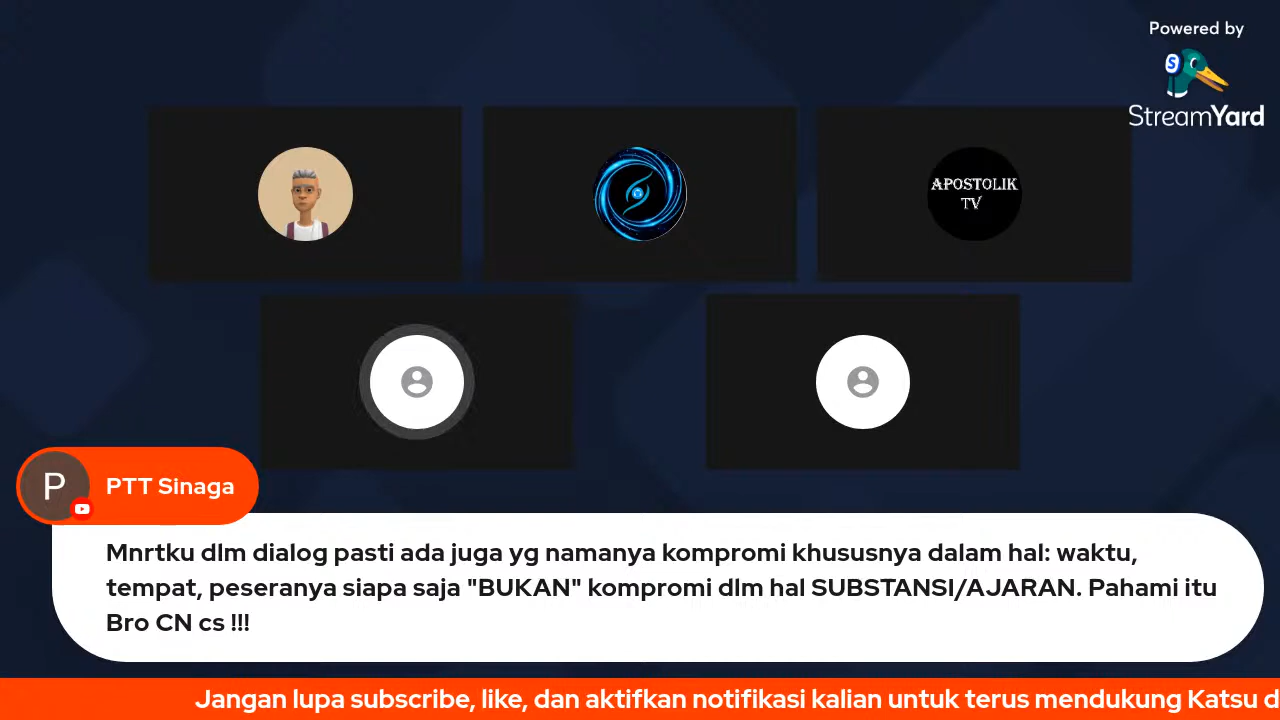 Powered by
StreamYard
APOSTOLIK
TV
P
PTT Sinaga
Mnrtku dlm dialog pasti ada juga yg namanya kompromi khususnya dalam hal: waktu,
tempat, peseranya siapa saja "BUKAN" kompromi dlm hal SUBSTANSI/AJARAN. Pahami itu
Bro CN cs !!!
Jangan lupa subscribe, like, dan aktifkan notifikasi kalian untuk terus mendukung Katsu d